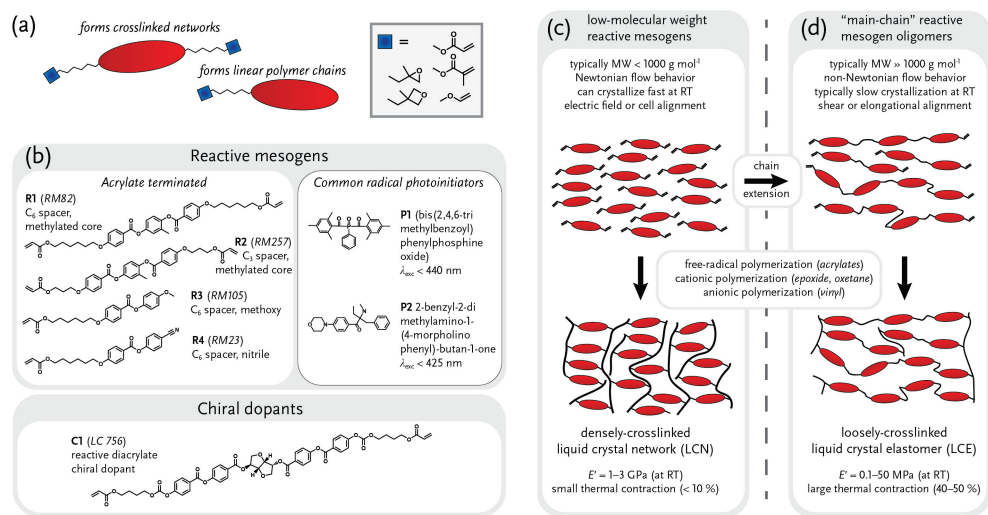 (a)
forms crosslinked networks
forms linear polymer chains
=
O
O
O
O
O
O
O
(b)
Reactive mesogens
Acrylate terminated
R1 (RM82)
C6 spacer,
methylated core
R2 (RM257)
C3 spacer,
methylated core
R3 (RM105)
C6 spacer, methoxy
R4 (RM23)
C6 spacer, nitrile
Common radical photoinitiators
P1 (bis(2,4,6-tri
methylbenzoyl)
phenylphosphine
oxide)
λexc < 440 nm
P2 2-benzyl-2-di
methylamino-1-
(4-morpholino
phenyl)-butan-1-one
λexc < 425 nm
Chiral dopants
C1 (LC 756)
reactive diacrylate
chiral dopant
(c)
low-molecular weight
reactive mesogens
typically MW < 1000 g mol-1
Newtonian flow behavior
can crystallize fast at RT
electric field or cell alignment
(d)
“main-chain” reactive
mesogen oligomers
typically MW » 1000 g mol-1
non-Newtonian flow behavior
typically slow crystallization at RT
shear or elongational alignment
chain
extension
free-radical polymerization (acrylates)
cationic polymerization (epoxide, oxetane)
anionic polymerization (vinyl)
densely-crosslinked
liquid crystal network (LCN)
E' = 1–3 GPa (at RT)
small thermal contraction (< 10 %)
loosely-crosslinked
liquid crystal elastomer (LCE)
E' = 0.1–50 MPa (at RT)
large thermal contraction (40–50 %)